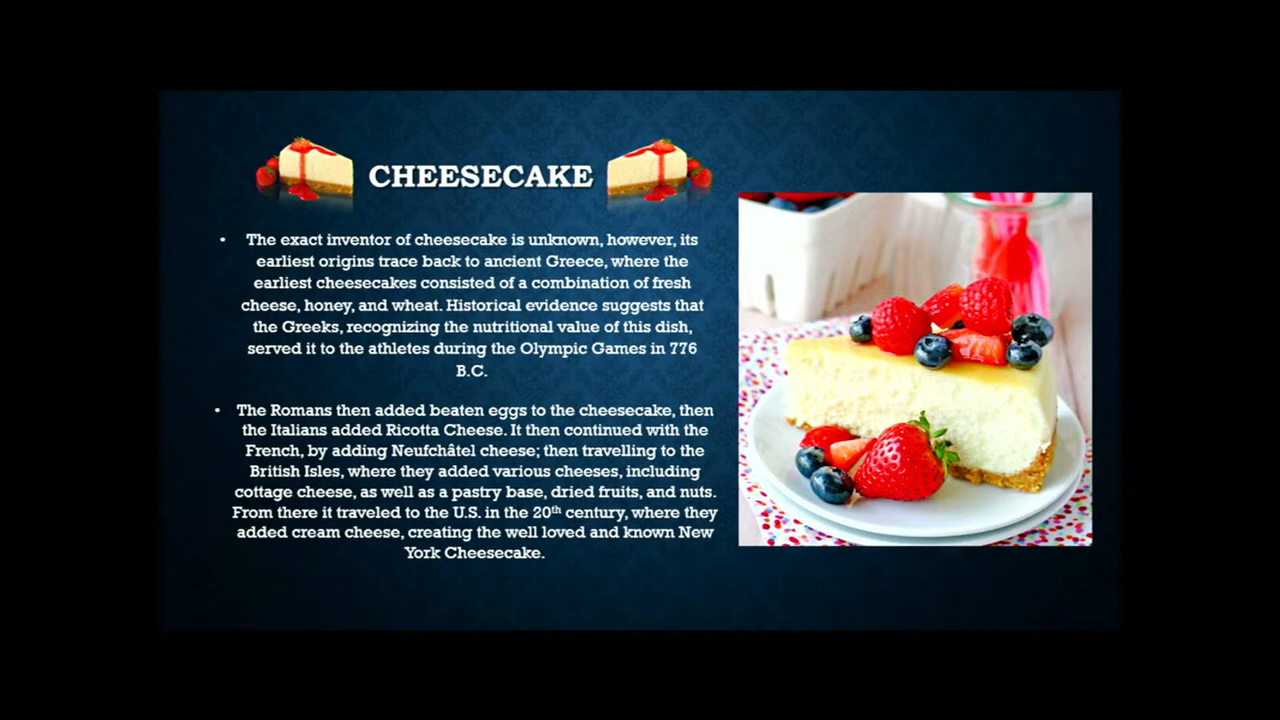 CHEESECAKE
• The exact inventor of cheesecake is unknown, however, its
earliest origins trace back to ancient Greece, where the
earliest cheesecakes consisted of a combination of fresh
cheese, honey, and wheat. Historical evidence suggests that
the Greeks, recognizing the nutritional value of this dish,
served it to the athletes during the Olympic Games in 776
B.C.
• The Romans then added beaten eggs to the cheesecake, then
the Italians added Ricotta Cheese. It then continued with the
French, by adding Neufchâtel cheese; then travelling to the
British Isles, where they added various cheeses, including
cottage cheese, as well as a pastry base, dried fruits, and nuts.
From there it traveled to the U.S. in the 20th century, where they
added cream cheese, creating the well loved and known New
York Cheesecake.